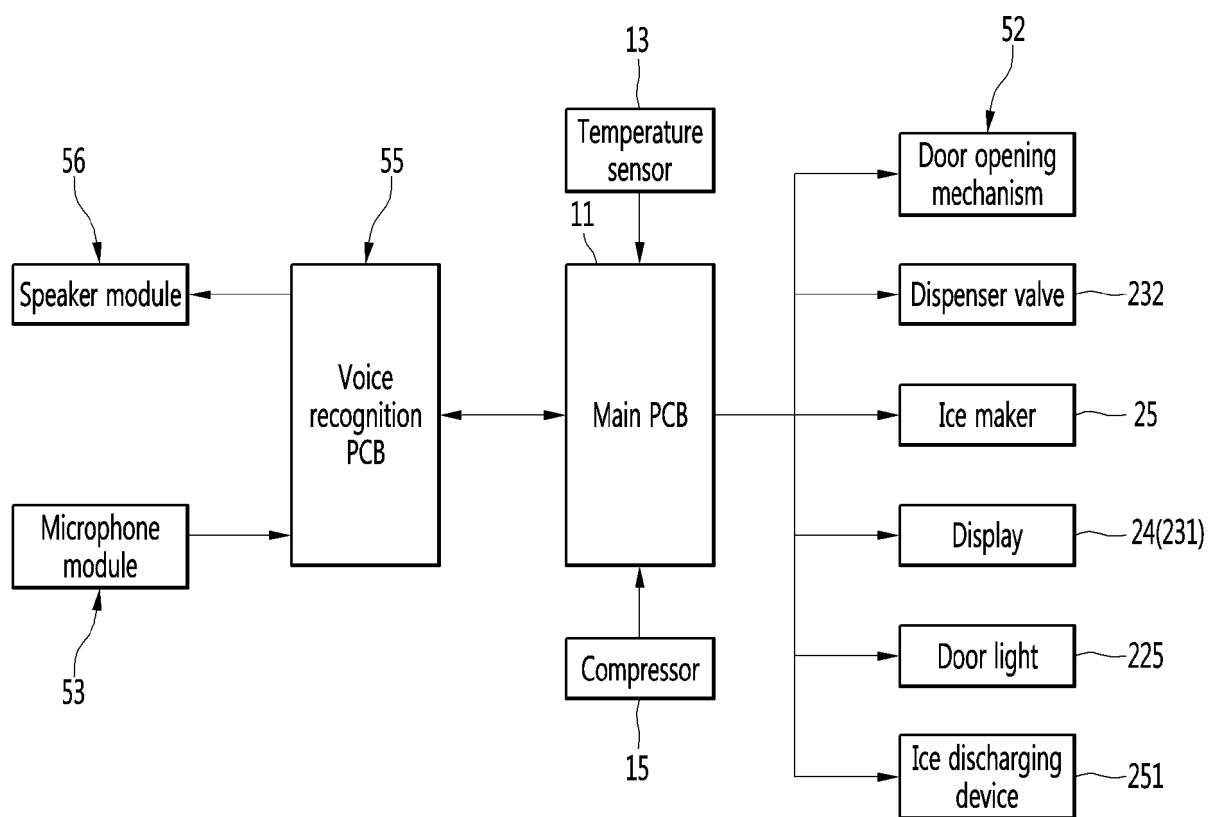 13
52
Temperature
sensor
Door opening
mechanism
56
55
11
Speaker module
Voice
recognition
PCB
Main PCB
Dispenser valve
232
Ice maker
25
Microphone
module
Display
24(231)
53
Compressor
15
Door light
225
Ice discharging
device
251